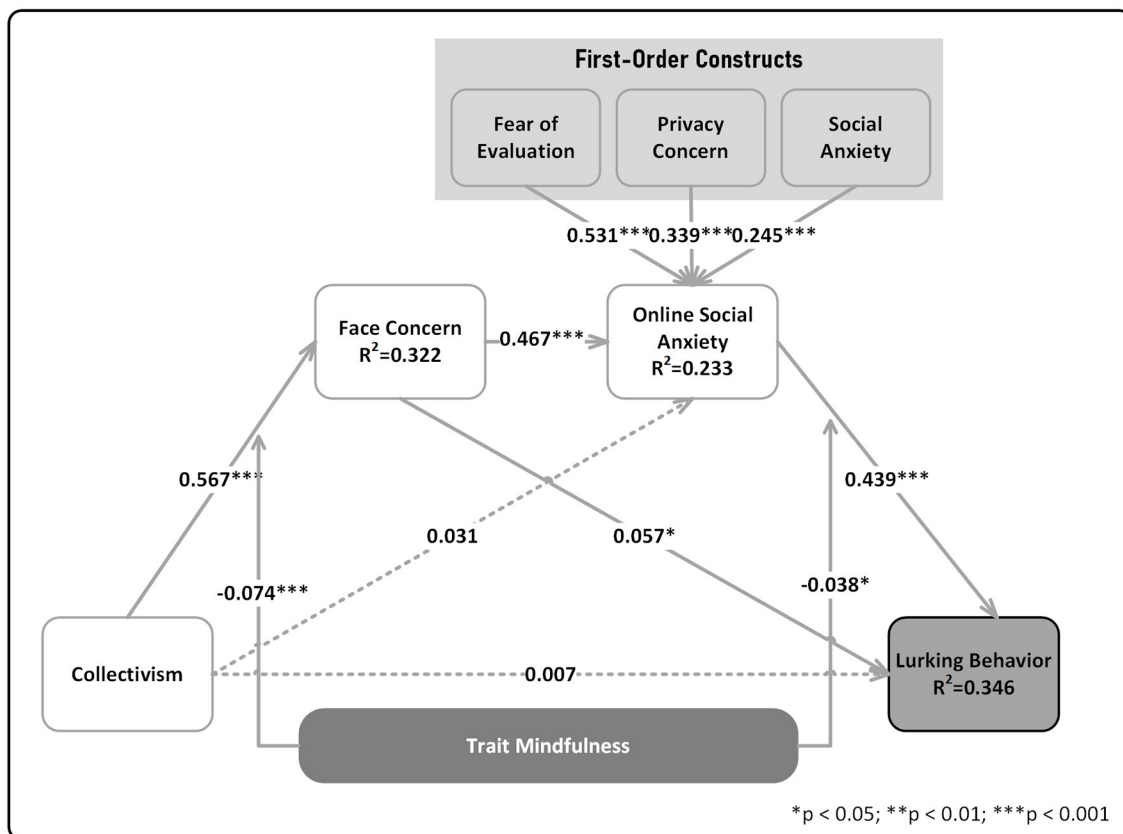 First-Order Constructs
Fear of
Evaluation
Privacy
Concern
Social
Anxiety
0.531***
0.339***
0.245***
Face Concern
R²=0.322
0.467***
Online Social
Anxiety
R²=0.233
0.567***
0.439***
0.031
0.057*
-0.074***
-0.038*
Collectivism
0.007
Lurking Behavior
R²=0.346
Trait Mindfulness
*p < 0.05; **p < 0.01; ***p < 0.001